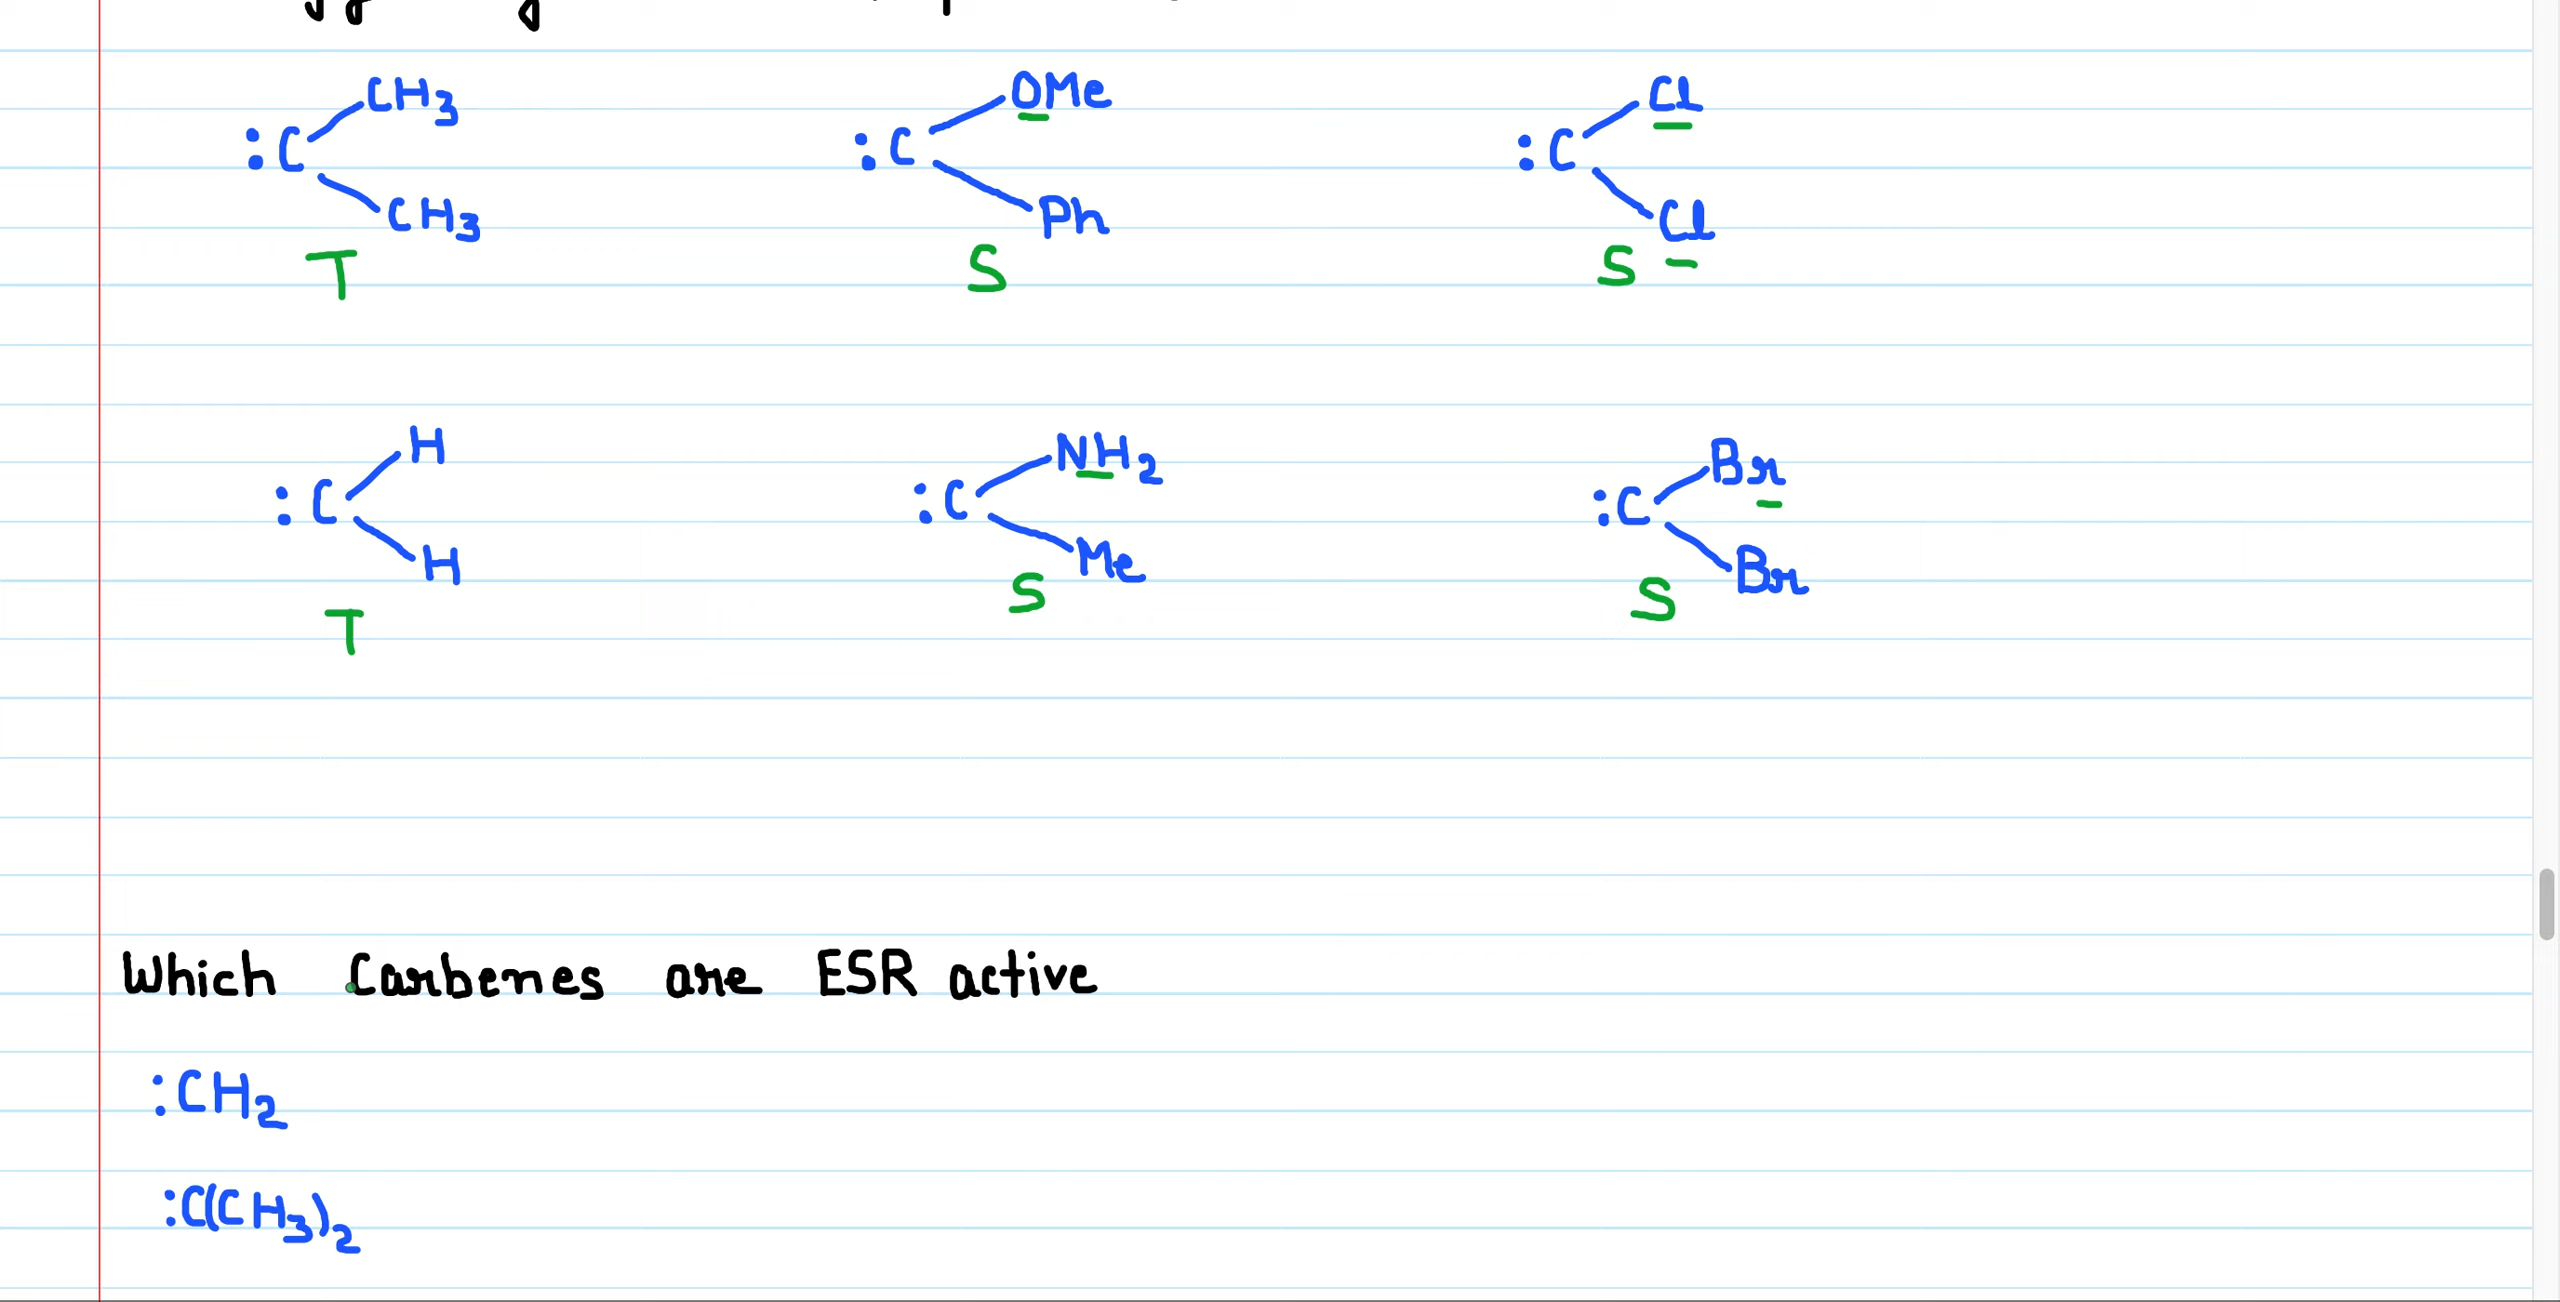 :C CH3 CH3 T
:C OMe Ph S
:C Cl Cl S
:C H H T
:C NH2 Me S
:C Br Br S
Which Carbenes are ESR active
:CH2
:C(CH3)2